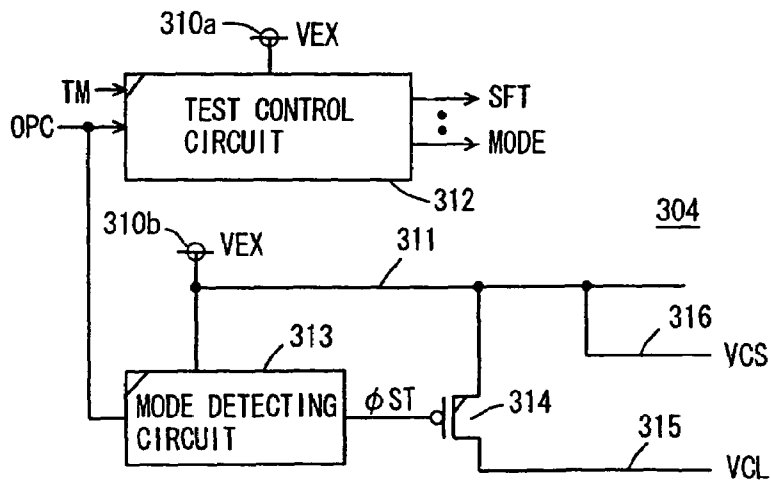 310a
VEX
TM
OPC
TEST CONTROL
CIRCUIT
SFT
MODE
312
310b
VEX
304
311
316
VCS
313
MODE DETECTING
CIRCUIT
φST
314
315
VCL